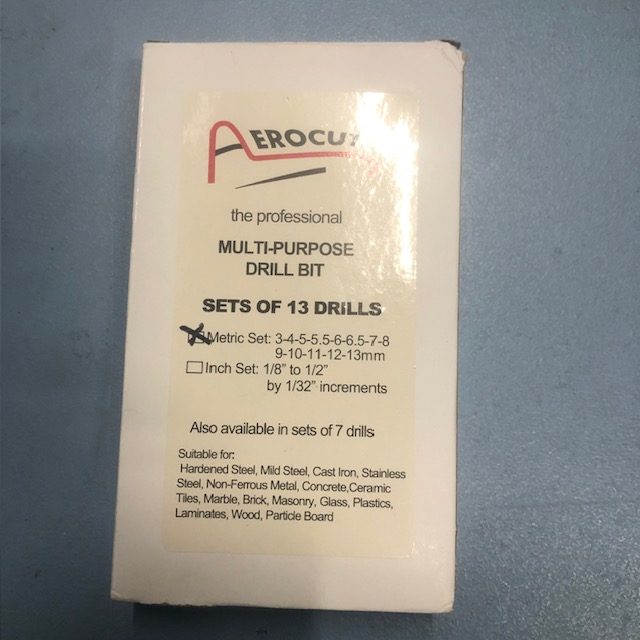 AEROCUT
the professional
MULTI-PURPOSE
DRILL BIT
SETS OF 13 DRILLS
Metric Set: 3-4-5-5.5-6-6.5-7-8
9-10-11-12-13mm
Inch Set: 1/8" to 1/2"
by 1/32" increments
Also available in sets of 7 drills
Suitable for:
Hardened Steel, Mild Steel, Cast Iron, Stainless
Steel, Non-Ferrous Metal, Concrete,Ceramic
Tiles, Marble, Brick, Masonry, Glass, Plastics,
Laminates, Wood, Particle Board